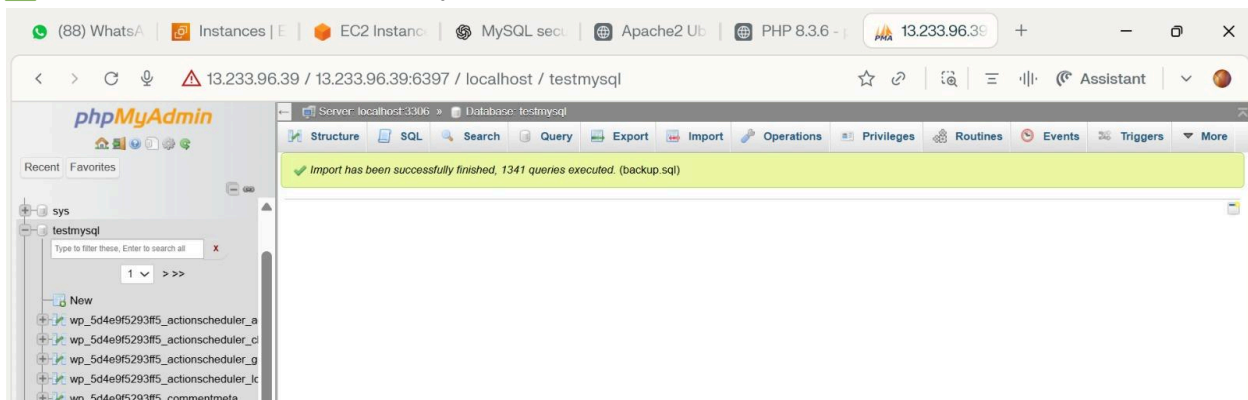 (88) WhatsA
Instances | E
EC2 Instanc
MySQL secu
Apache2 Ub
PHP 8.3.6 -
13.233.96.39
13.233.96.39 / 13.233.96.39:6397 / localhost / testmysql
Assistant
phpMyAdmin
Server: localhost:3306 » Database: testmysql
Structure SQL Search Query Export Import Operations Privileges Routines Events Triggers More
Recent Favorites
Import has been successfully finished, 1341 queries executed. (backup.sql)
sys
testmysql
Type to filter these, Enter to search all X
1 > >>
New
wp_5d4e9f5293ff5_actionscheduler_a
wp_5d4e9f5293ff5_actionscheduler_cl
wp_5d4e9f5293ff5_actionscheduler_g
wp_5d4e9f5293ff5_actionscheduler_lo
wp_5d4e9f5293ff5_commentmeta